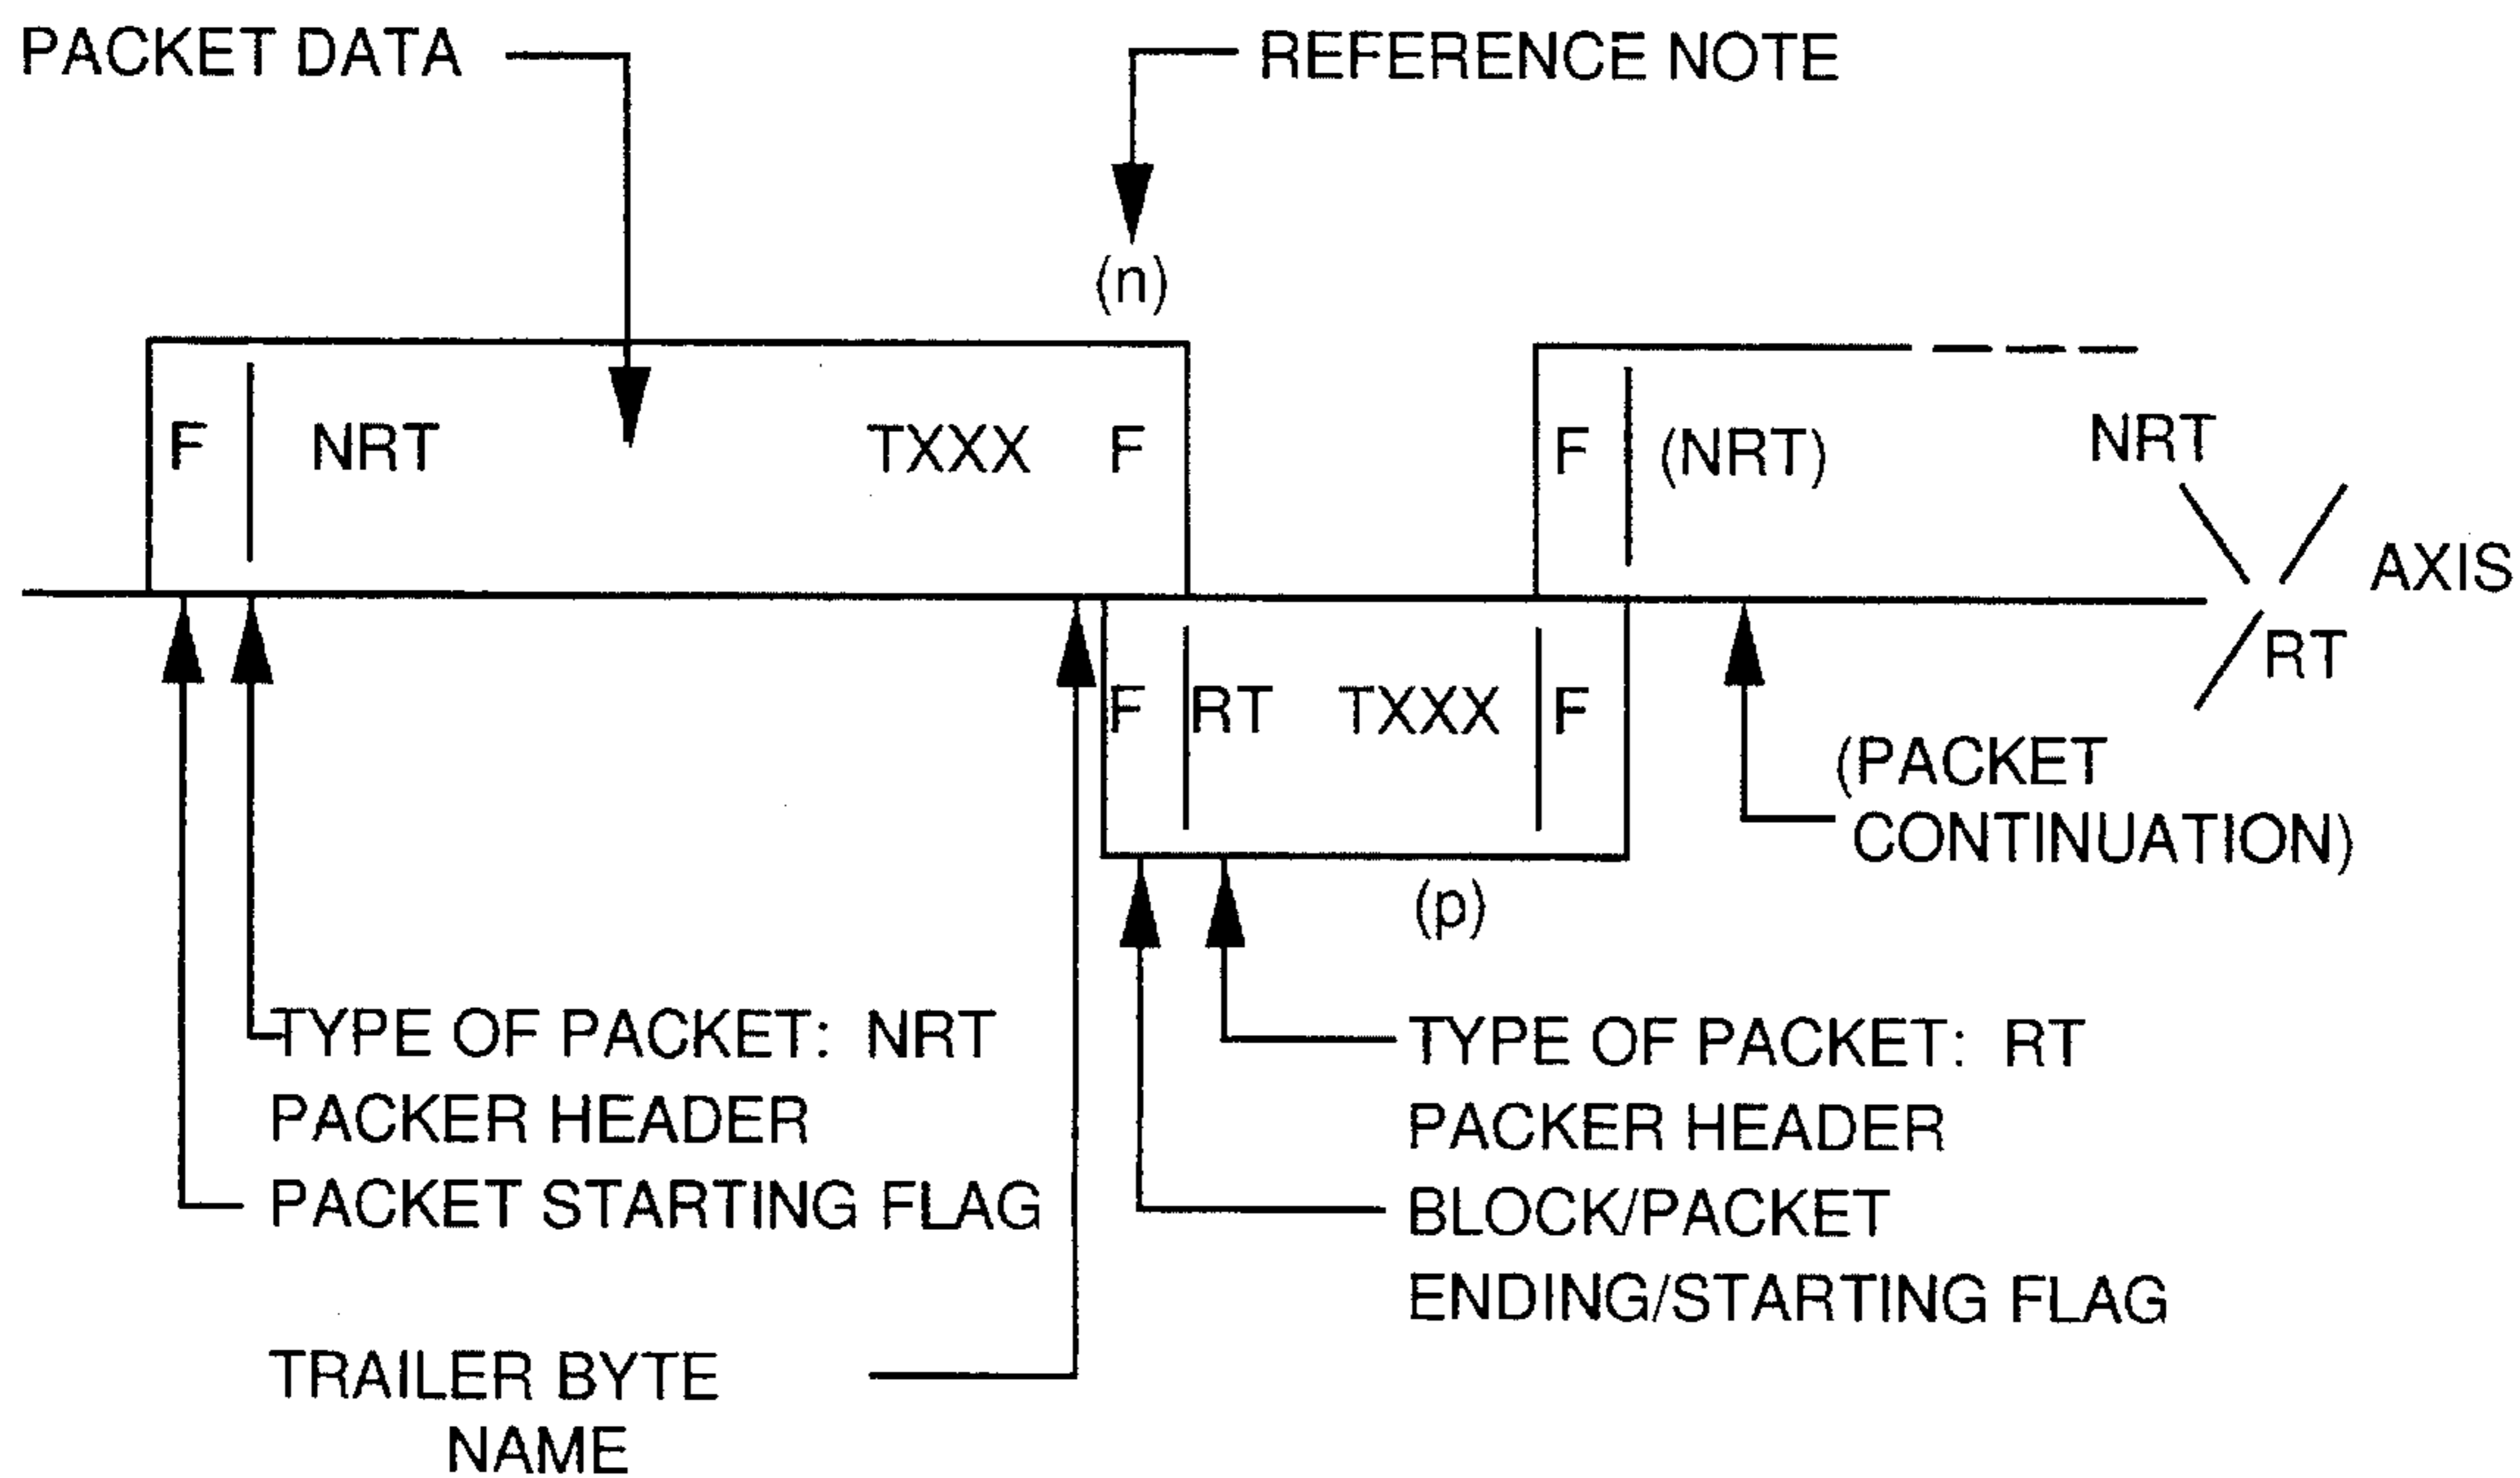 PACKET DATA
REFERENCE NOTE
(n)
F NRT TXXX F
F (NRT)
NRT
AXIS
RT
F RT TXXX F
(p)
(PACKET
CONTINUATION)
TYPE OF PACKET: NRT
PACKER HEADER
PACKET STARTING FLAG
TRAILER BYTE
NAME
TYPE OF PACKET: RT
PACKER HEADER
BLOCK/PACKET
ENDING/STARTING FLAG